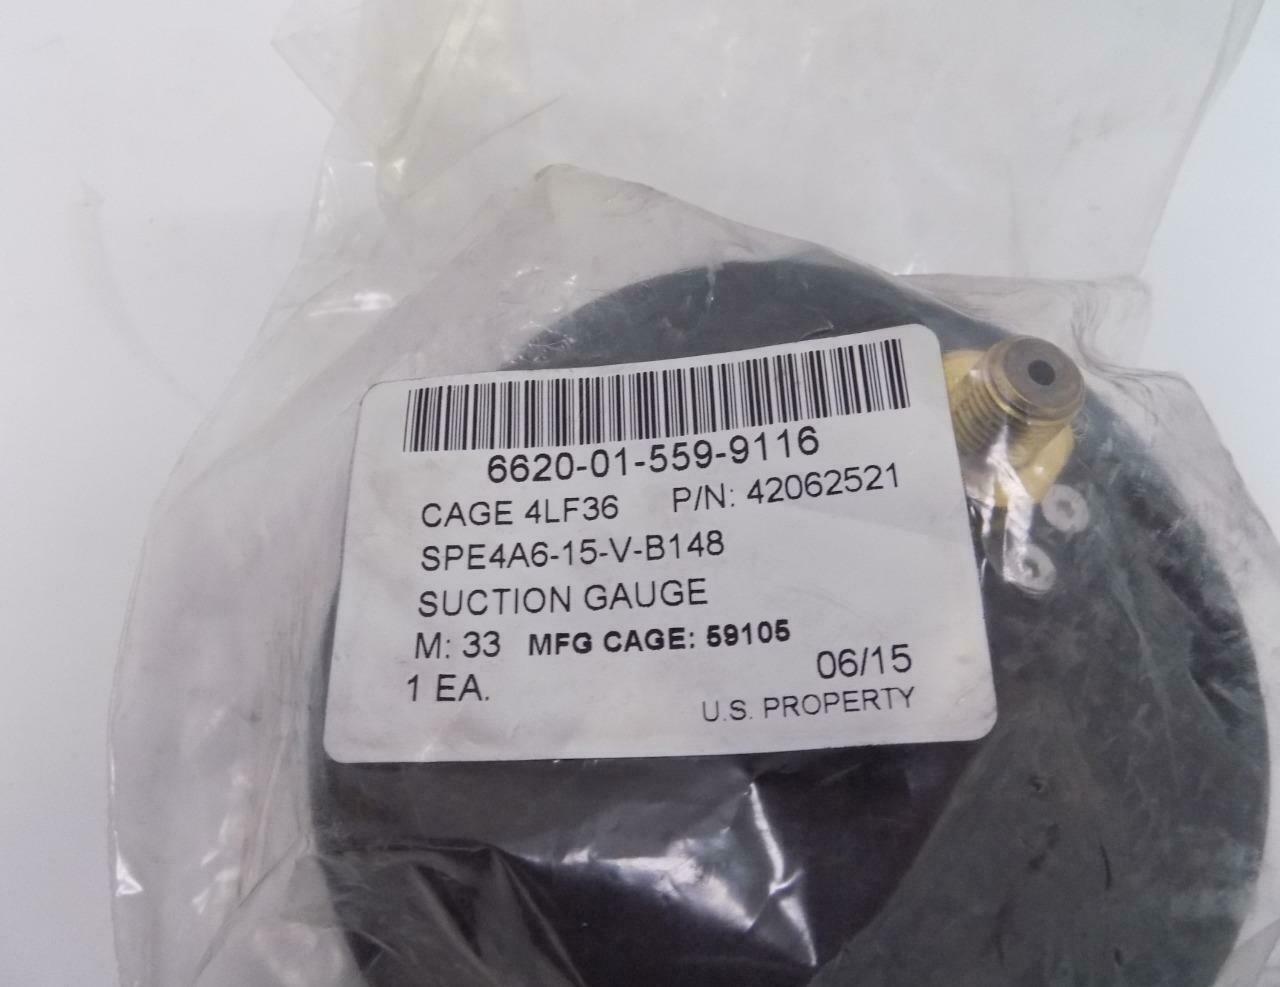 6620-01-559-9116
CAGE 4LF36 P/N: 42062521
SPE4A6-15-V-B148
SUCTION GAUGE
M: 33 MFG CAGE: 59105
1 EA. 06/15
U.S. PROPERTY